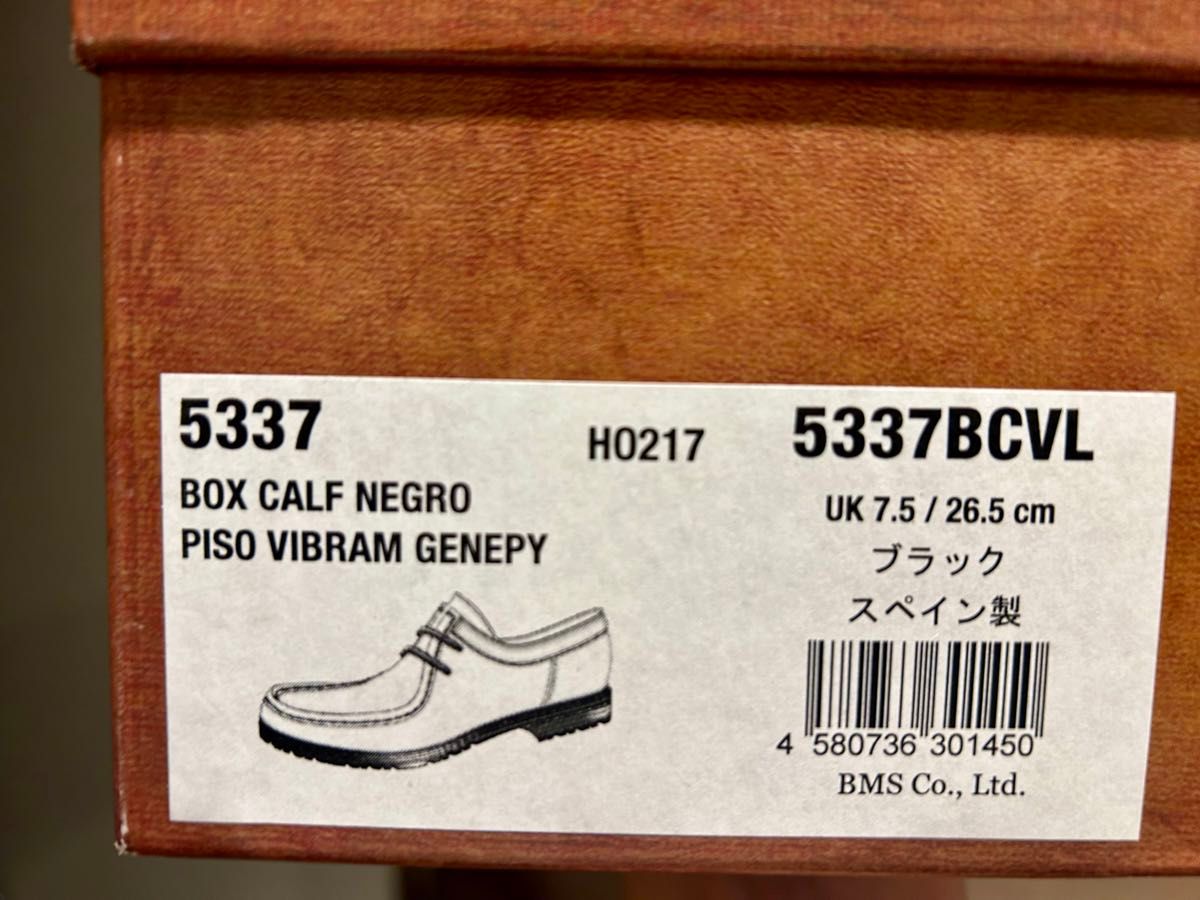 5337
HO217
5337BCVL
BOX CALF NEGRO
PISO VIBRAM GENEPY
UK 7.5 / 26.5 cm
ブラック
スペイン製
4 580736 301450
BMS Co., Ltd.